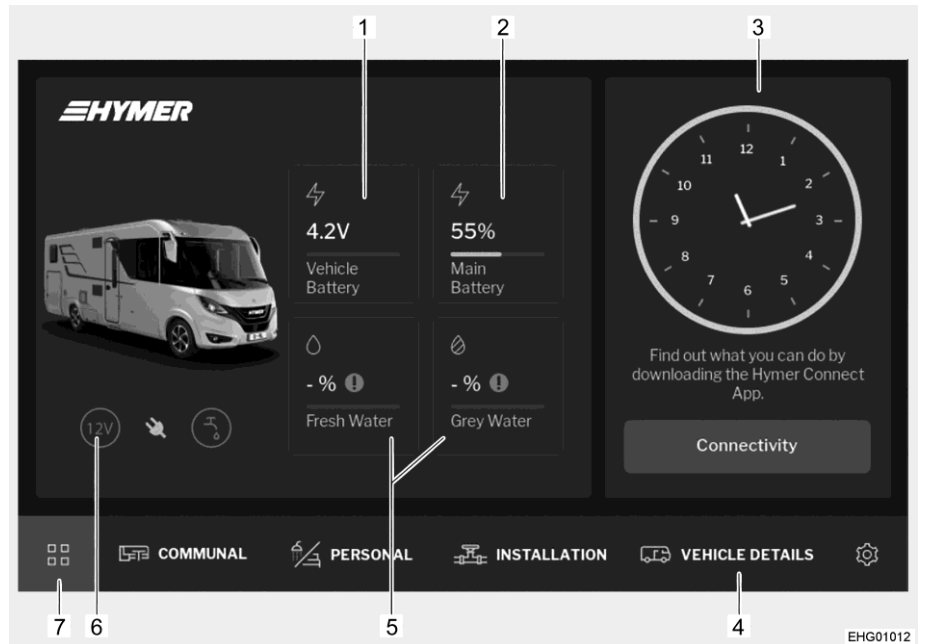 1
2
3
HYMER
12
1
2
3
4
5
6
7
8
9
10
11
4.2V
Vehicle
Battery
55%
Main
Battery
- %
Fresh Water
- %
Grey Water
12V
HYMER
Find out what you can do by
downloading the Hymer Connect
App.
Connectivity
COMMUNAL
PERSONAL
INSTALLATION
VEHICLE DETAILS
7
6
5
4
EHG01012